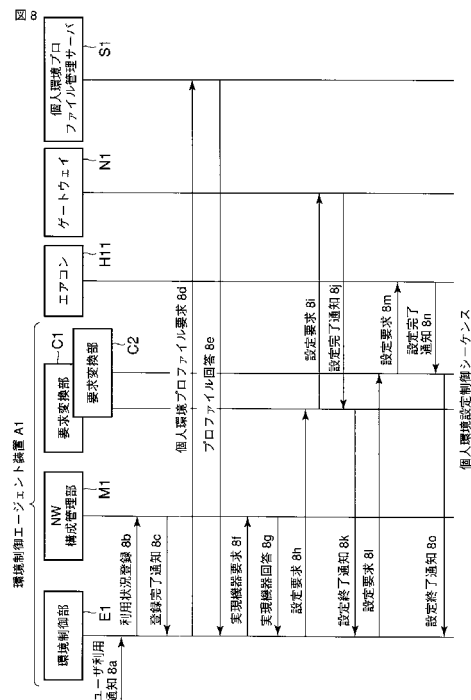 図8
環境制御エージェント装置 A1
環境制御部
E1
NW
構成管理部
M1
要求変換部
C1
要求変換部
C2
エアコン
H11
ゲートウェイ
N1
個人環境プロ
ファイル管理サーバ
S1
ユーザ利用
通知 8a
利用状況登録 8b
登録完了通知 8c
個人環境プロファイル要求 8d
プロファイル回答 8e
実現機器要求 8f
実現機器回答 8g
設定要求 8h
設定要求 8i
設定完了通知 8j
設定終了通知 8k
設定要求 8l
設定要求 8m
設定完了
通知 8n
設定終了通知 8o
個人環境設定制御シーケンス